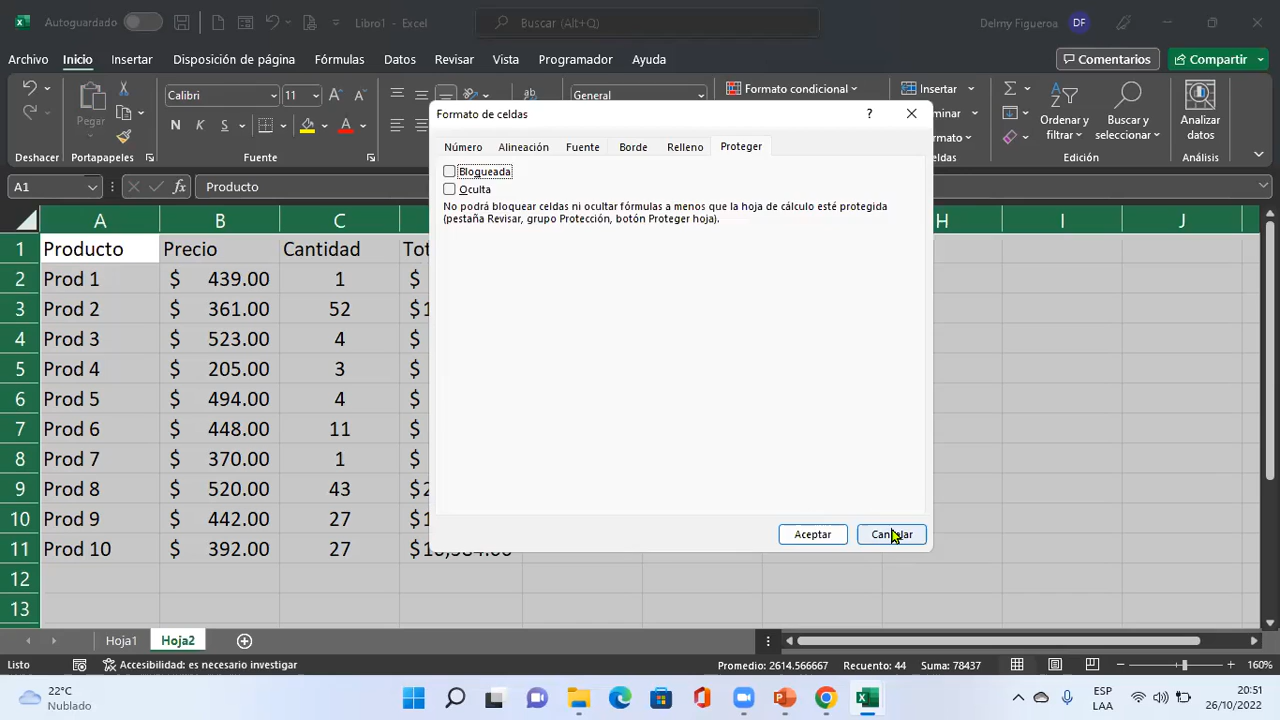 Autoguardado Libro1 - Excel Buscar (Alt+Q) Delmy Figueroa DF
Archivo Inicio Insertar Disposición de página Fórmulas Datos Revisar Vista Programador Ayuda Comentarios Compartir
Pegar Calibri 11 General Formato condicional Insertar Ordenar y filtrar Buscar y seleccionar Analizar datos
N K S A
Deshacer Portapapeles Fuente Edición
A1 Producto
Formato de celdas ?
Número Alineación Fuente Borde Relleno Proteger
Bloqueada
Oculta
No podrá bloquear celdas ni ocultar fórmulas a menos que la hoja de cálculo esté protegida
(pestaña Revisar, grupo Protección, botón Proteger hoja).
Aceptar
A B C H I J
1 Producto Precio Cantidad
2 Prod 1 $ 439.00 1 $
3 Prod 2 $ 361.00 52
4 Prod 3 $ 523.00 4 $
5 Prod 4 $ 205.00 3 $
6 Prod 5 $ 494.00 4 $
7 Prod 6 $ 448.00 11 $
8 Prod 7 $ 370.00 1 $
9 Prod 8 $ 520.00 43
10 Prod 9 $ 442.00 27
11 Prod 10 $ 392.00 27
12
13
Hoja1 Hoja2
Listo Accesibilidad: es necesario investigar Promedio: 2614.566667 Recuento: 44 Suma: 78437 160%
22°C
Nublado
ESP
LAA
20:51
26/10/2022